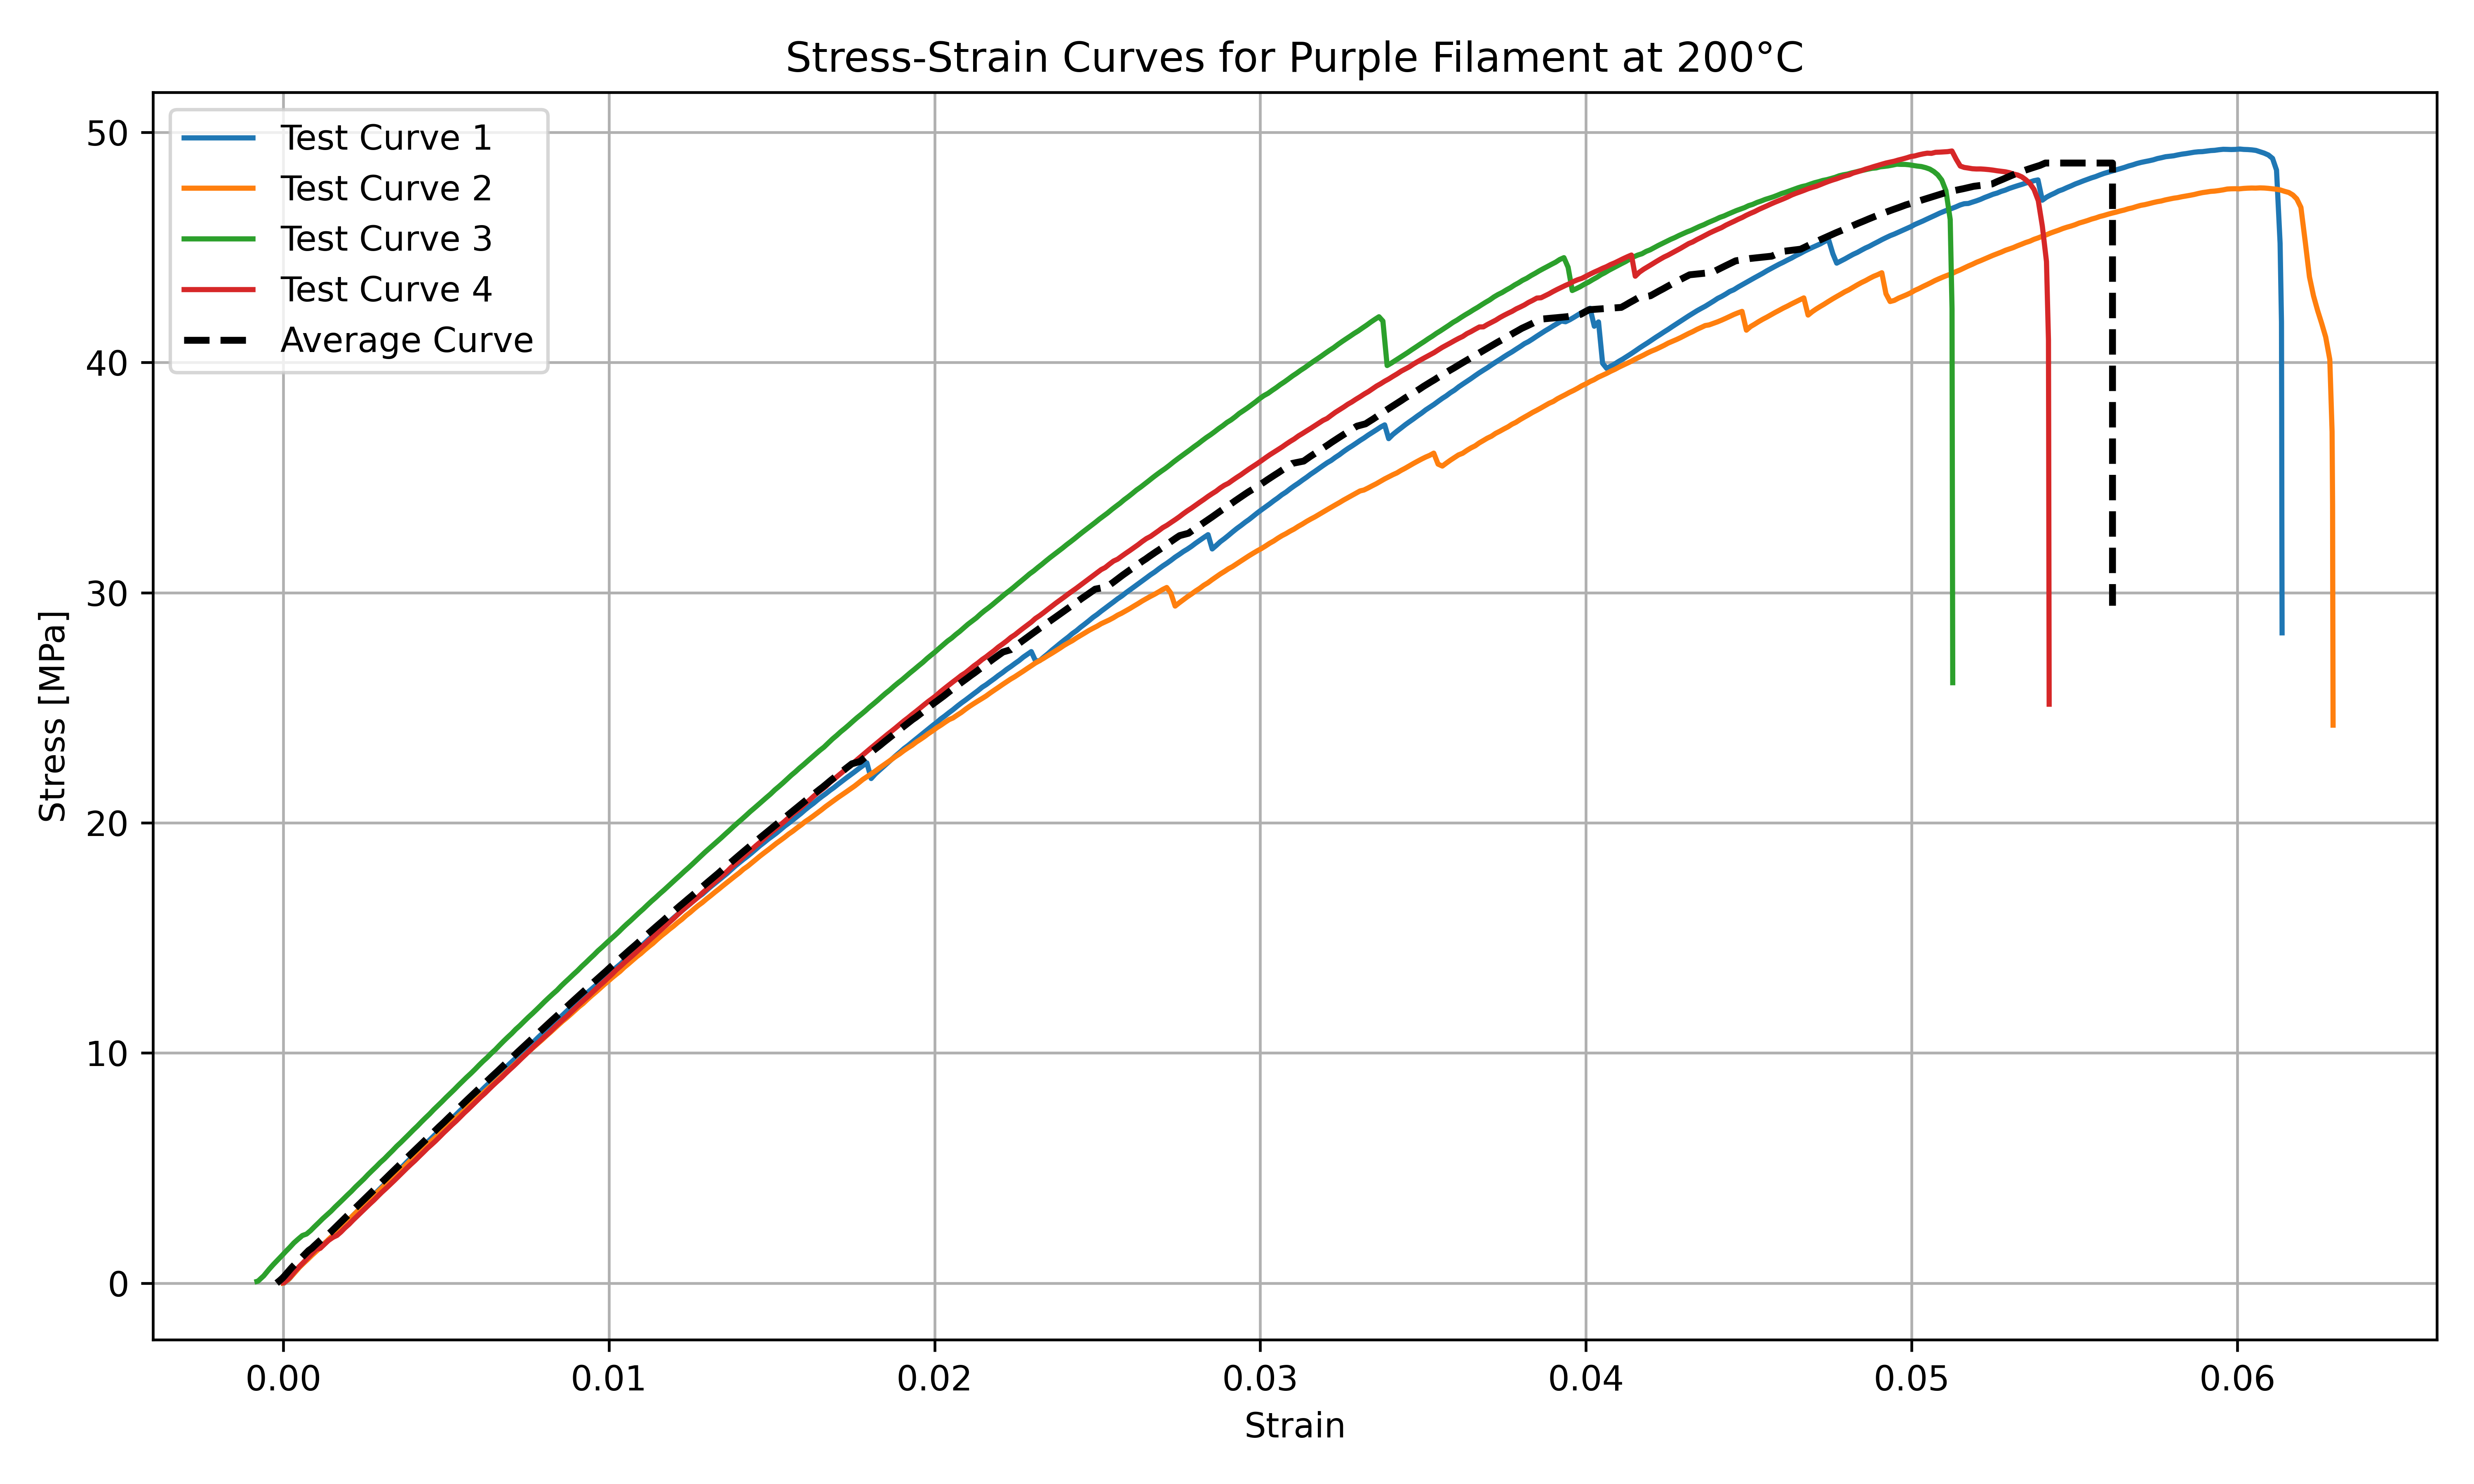 Stress-Strain Curves for Purple Filament at 200°C
Test Curve 1
Test Curve 2
Test Curve 3
Test Curve 4
Average Curve
50
40
30
20
10
0
Stress [MPa]
0.00 0.01 0.02 0.03 0.04 0.05 0.06
Strain